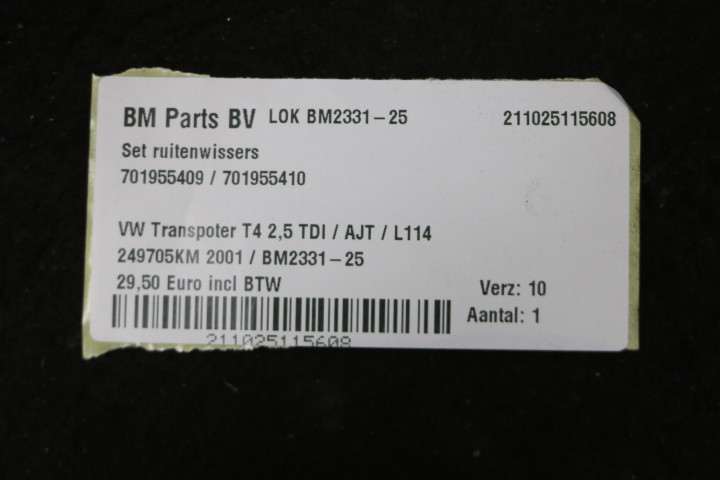 BM Parts BV LOK BM2331-25 211025115608
Set ruitenwissers
701955409 / 701955410
VW Transpoter T4 2,5 TDI / AJT / L114
249705KM 2001 / BM2331-25
29,50 Euro incl BTW Verz: 10
Aantal: 1
211025115608